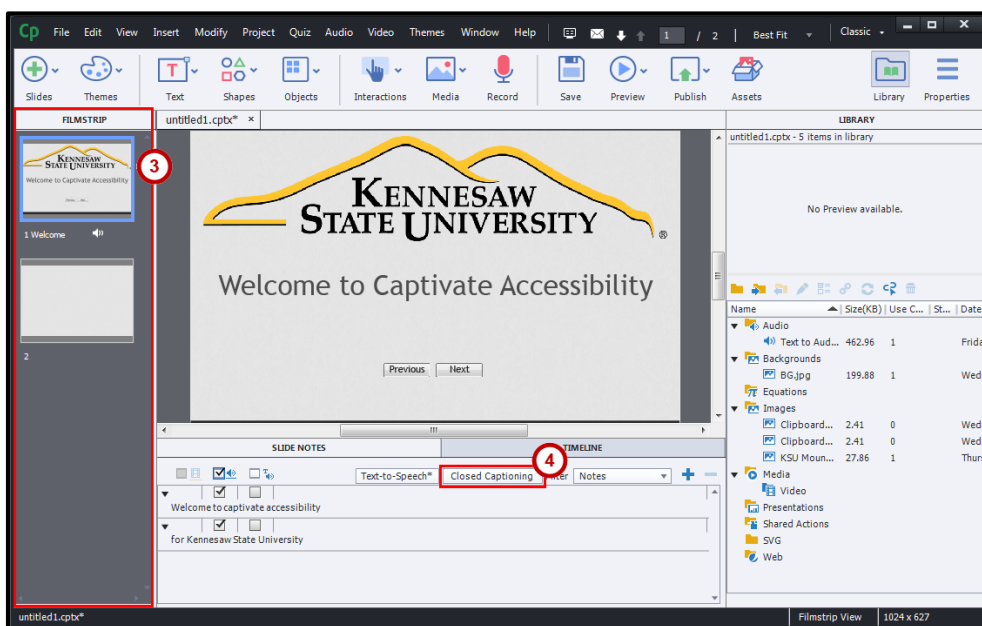 Cp File Edit View Insert Modify Project Quiz Audio Video Themes Window Help 1 / 2 Best Fit Classic
Slides Themes Text Shapes Objects Interactions Media Record Save Preview Publish Assets Library Properties
FILMSTRIP
KENNESAW
STATE UNIVERSITY
Welcome to Captivate Accessibility
1 Welcome
2
3
untitled1.cptx* ×
KENNESAW
STATE UNIVERSITY
®
Welcome to Captivate Accessibility
Previous Next
SLIDE NOTES TIMELINE
4
Text-to-Speech* Closed Captioning Notes
Welcome to captivate accessibility
for Kennesaw State University
LIBRARY
untitled1.cptx - 5 items in library
No Preview available.
Name Size(KB) Use C... St... Date
Audio
Text to Aud... 462.96 1 Frida
Backgrounds
BG.jpg 199.88 1 Wed
Equations
Images
Clipboard... 2.41 0 Wed
Clipboard... 2.41 0 Wed
KSU Moun... 27.86 1 Thurs
Media
Video
Presentations
Shared Actions
SVG
Web
untitled1.cptx* Filmstrip View 1024 x 627